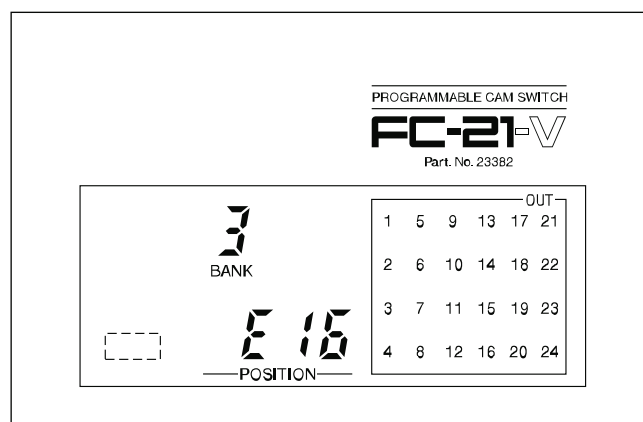 PROGRAMMABLE CAM SWITCH
FC-21-V
Part. No. 23382
3
BANK
E16
POSITION
OUT
1 5 9 13 17 21
2 6 10 14 18 22
3 7 11 15 19 23
4 8 12 16 20 24